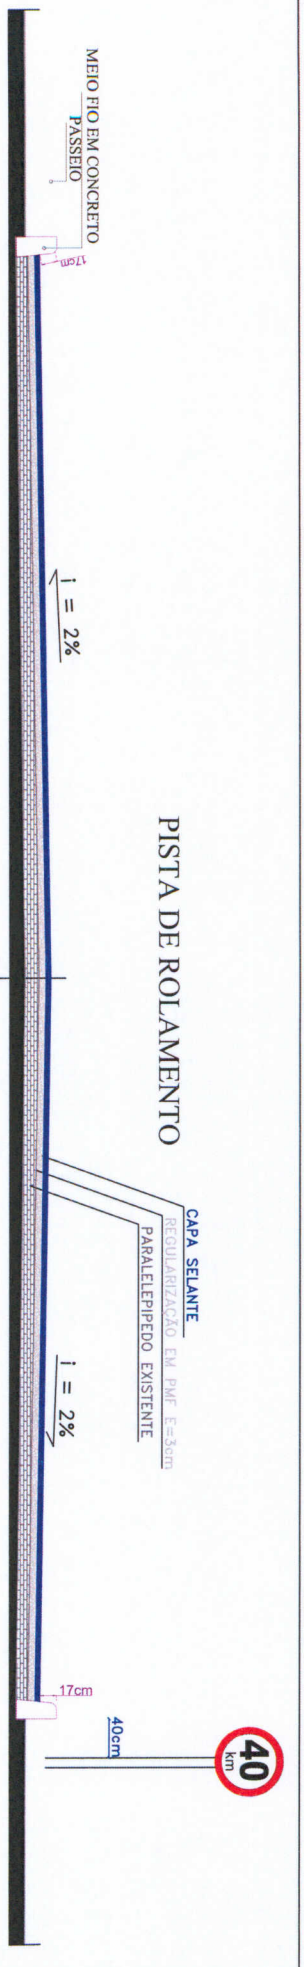 MEIO FIO EM CONCRETO
PASSEIO
17cm
i = 2%
PISTA DE ROLAMENTO
CAPA SELANTE
REGULARIZAÇÃO EM PMF E=3cm
PARALELEPIPEDO EXISTENTE
i = 2%
17cm
40cm
40
km